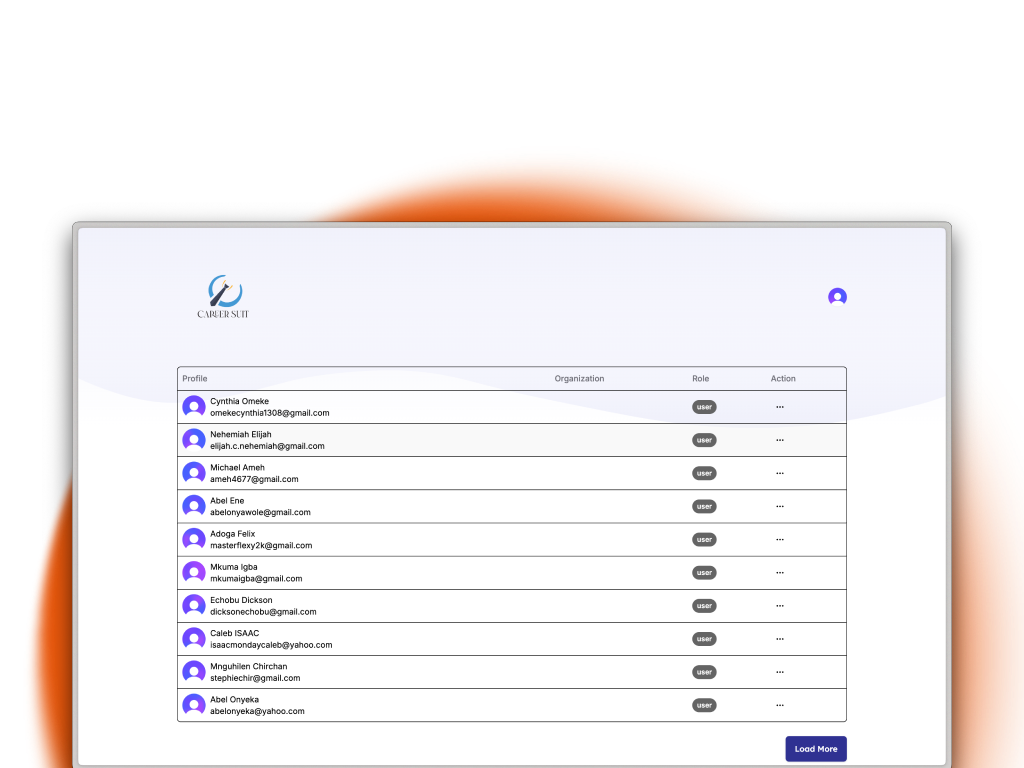 CAREER SUIT
Profile Organization Role Action
Cynthia Omeke
omekecynthia1308@gmail.com
user ...
Nehemiah Elijah
elijah.c.nehemiah@gmail.com
user ...
Michael Ameh
ameh4677@gmail.com
user ...
Abel Ene
abelonyawole@gmail.com
user ...
Adoga Felix
masterflexy2k@gmail.com
user ...
Mkuma Igba
mkumaigba@gmail.com
user ...
Echobu Dickson
dicksonechobu@gmail.com
user ...
Caleb ISAAC
isaacmondaycaleb@yahoo.com
user ...
Mnguhilen Chirchan
stephiechir@gmail.com
user ...
Abel Onyeka
abelonyeka@yahoo.com
user ...
Load More